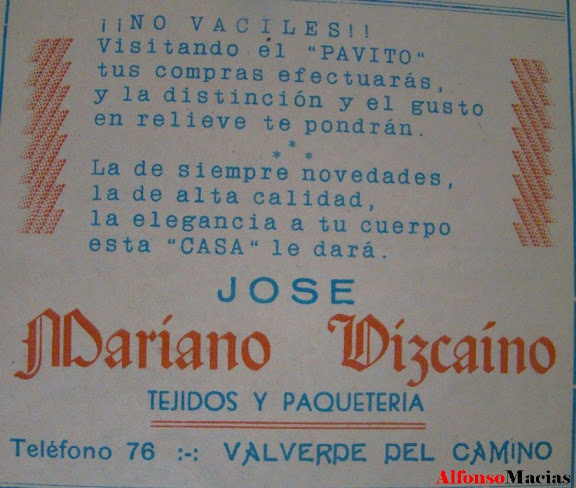 ¡¡NO VACILES!!
Visitando el "PAVITO"
tus compras efectuarás,
y la distinción y el gusto
en relieve te pondrán.
*
* *
La de siempre novedades,
la de alta calidad,
la elegancia a tu cuerpo
esta "CASA" le dará.
JOSE
Mariano Vizcaino
TEJIDOS Y PAQUETERIA
Teléfono 76 :-: VALVERDE DEL CAMINO
AlfonsoMacias